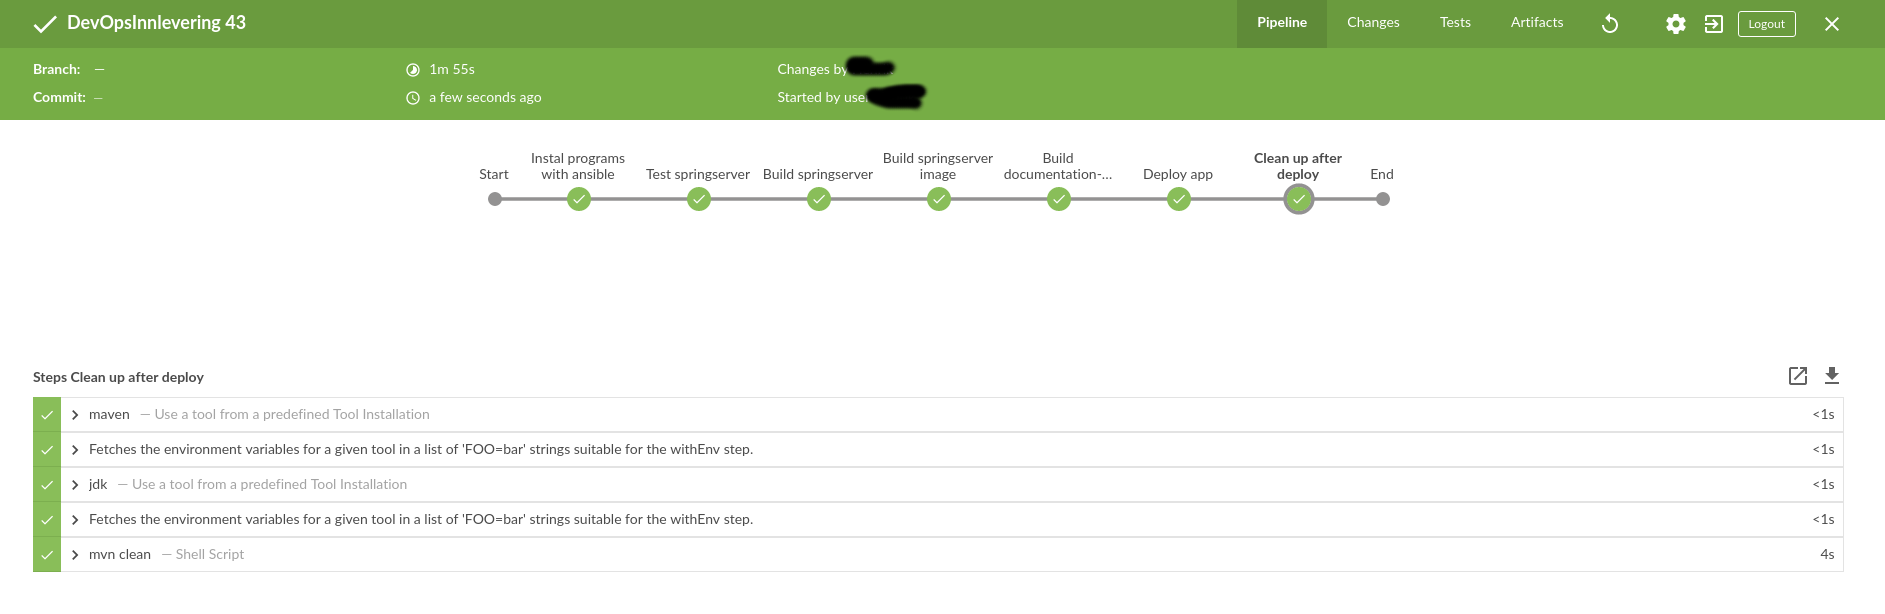 DevOpsInnlevering 43
Pipeline Changes Tests Artifacts Logout
Branch: — 1m 55s Changes by
Commit: — a few seconds ago Started by use
Start
Instal programs
with ansible
Test springserver
Build springserver
Build springserver
image
Build
documentation-...
Deploy app
Clean up after
deploy
End
Steps Clean up after deploy
maven — Use a tool from a predefined Tool Installation <1s
Fetches the environment variables for a given tool in a list of 'FOO=bar' strings suitable for the withEnv step. <1s
jdk — Use a tool from a predefined Tool Installation <1s
Fetches the environment variables for a given tool in a list of 'FOO=bar' strings suitable for the withEnv step. <1s
mvn clean — Shell Script 4s